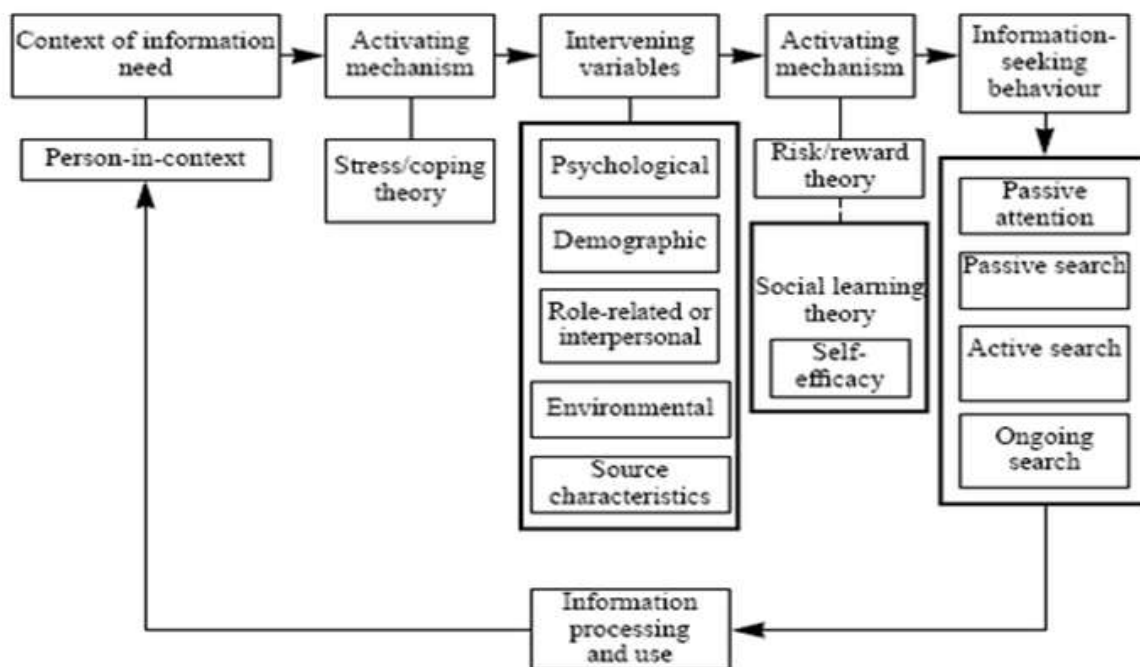 Context of information
need
Activating
mechanism
Intervening
variables
Activating
mechanism
Information-
seeking
behaviour
Person-in-context
Stress/coping
theory
Psychological
Demographic
Role-related or
interpersonal
Environmental
Source
characteristics
Risk/reward
theory
Social learning
theory
Self-
efficacy
Passive
attention
Passive search
Active search
Ongoing
search
Information
processing
and use